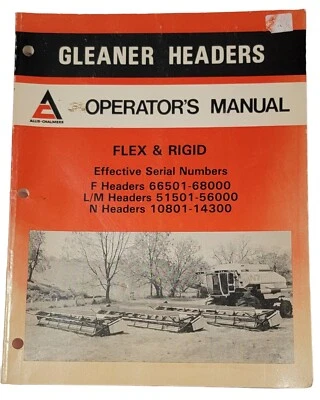 GLEANER HEADERS
ALLIS-CHALMERS
OPERATOR'S MANUAL
FLEX & RIGID
Effective Serial Numbers
F Headers 66501-68000
L/M Headers 51501-56000
N Headers 10801-14300